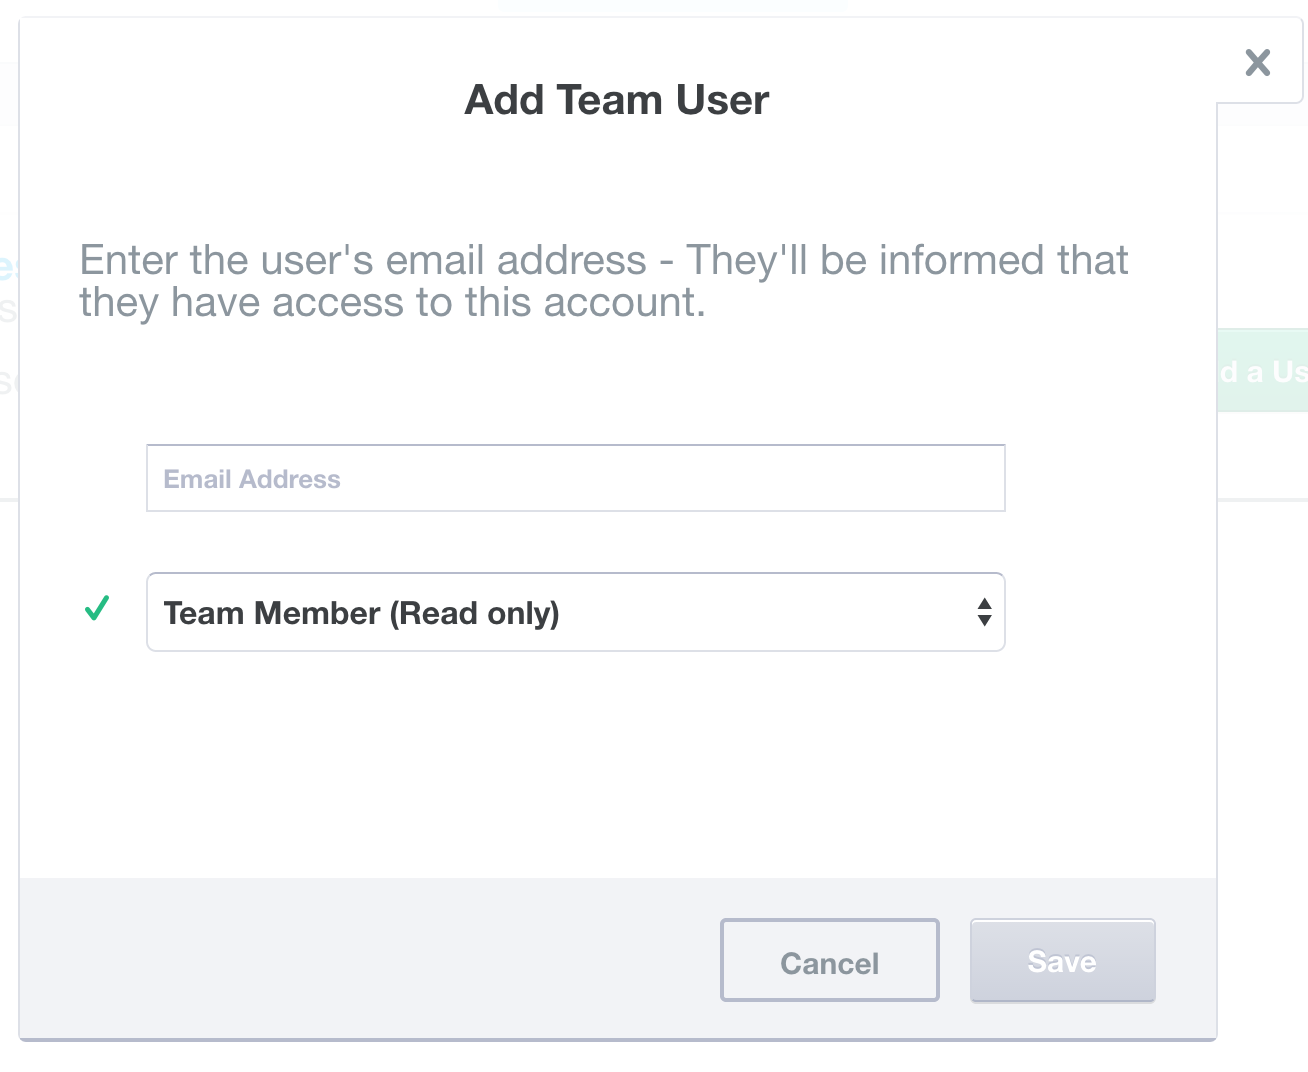 Add Team User
Enter the user's email address - They'll be informed that
they have access to this account.
d a Us
Email Address
Team Member (Read only)
Cancel
Save